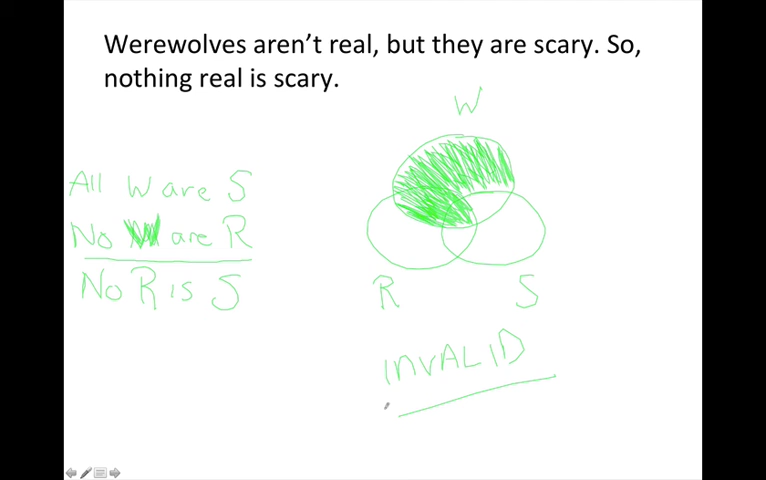 Werewolves aren't real, but they are scary. So,
nothing real is scary.
W
All W are S
No W are R
No R is S
R
S
INVALID